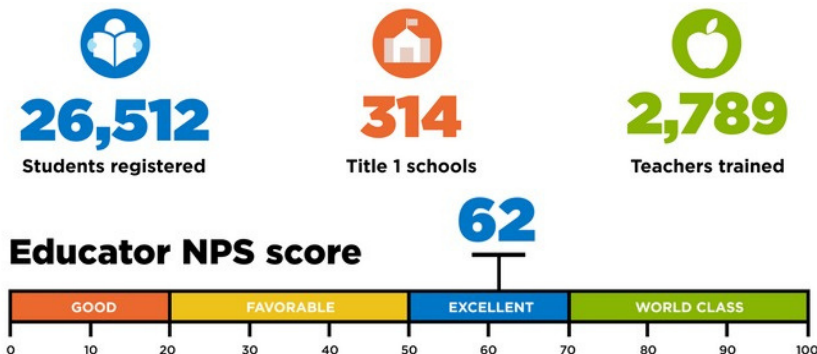 26,512
Students registered
314
Title 1 schools
2,789
Teachers trained
Educator NPS score
62
GOOD FAVORABLE EXCELLENT WORLD CLASS
0 10 20 30 40 50 60 70 80 90 100